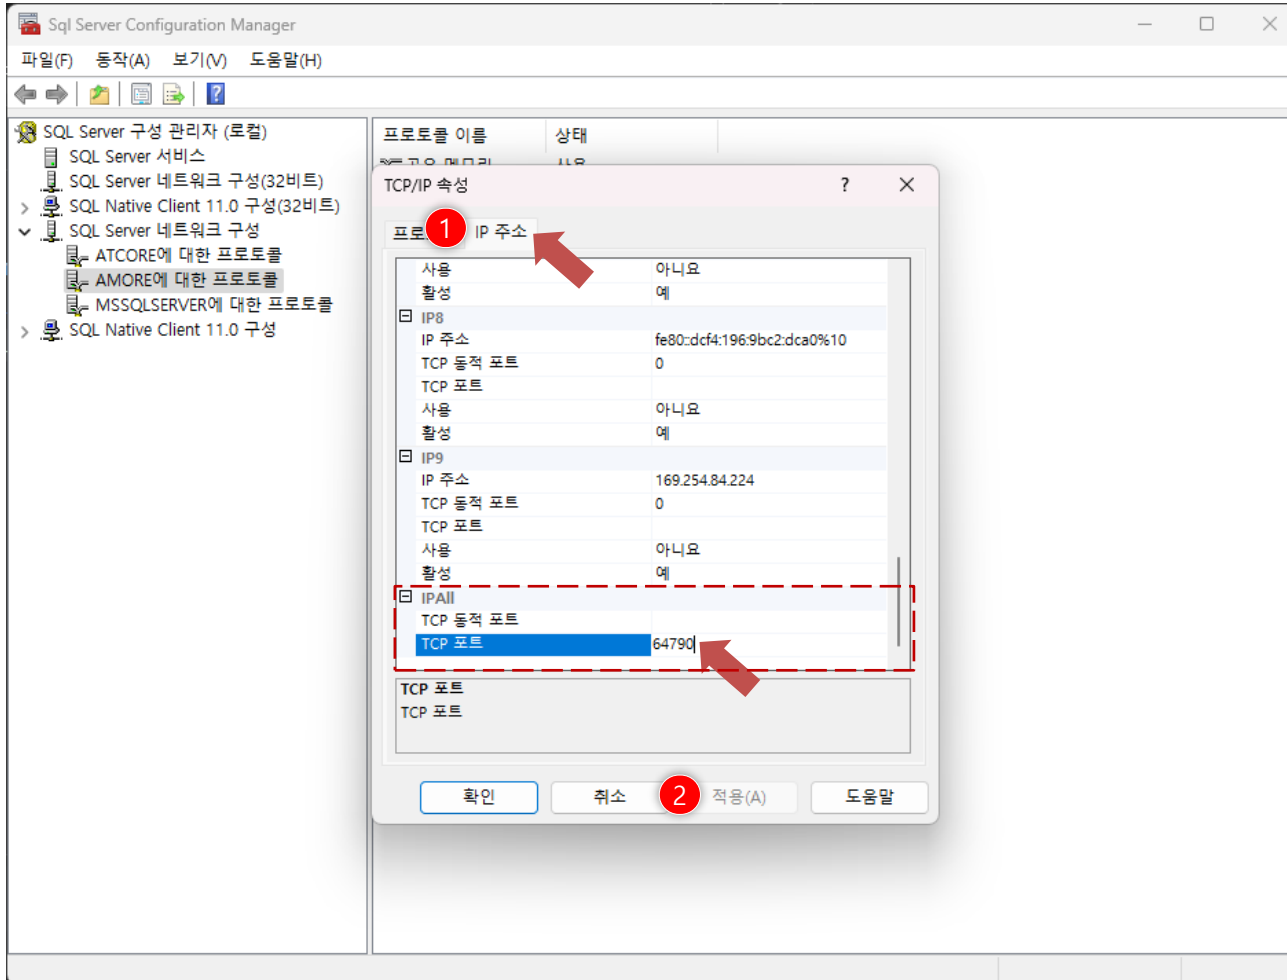 Sql Server Configuration Manager
파일(F) 동작(A) 보기(V) 도움말(H)
SQL Server 구성 관리자 (로컬)
SQL Server 서비스
SQL Server 네트워크 구성(32비트)
SQL Native Client 11.0 구성(32비트)
SQL Server 네트워크 구성
ATCORE에 대한 프로토콜
AMORE에 대한 프로토콜
MSSQLSERVER에 대한 프로토콜
SQL Native Client 11.0 구성
프로토콜 이름 상태
공유 메모리 사용
TCP/IP 속성 ?
1 IP 주소
사용 아니요
활성 예
IP8
IP 주소 fe80::dcf4:196:9bc2:dca0%10
TCP 동적 포트 0
TCP 포트
사용 아니요
활성 예
IP9
IP 주소 169.254.84.224
TCP 동적 포트 0
TCP 포트
사용 아니요
활성 예
IPAll
TCP 동적 포트
TCP 포트 64790
TCP 포트
TCP 포트
확인 취소 2 적용(A) 도움말